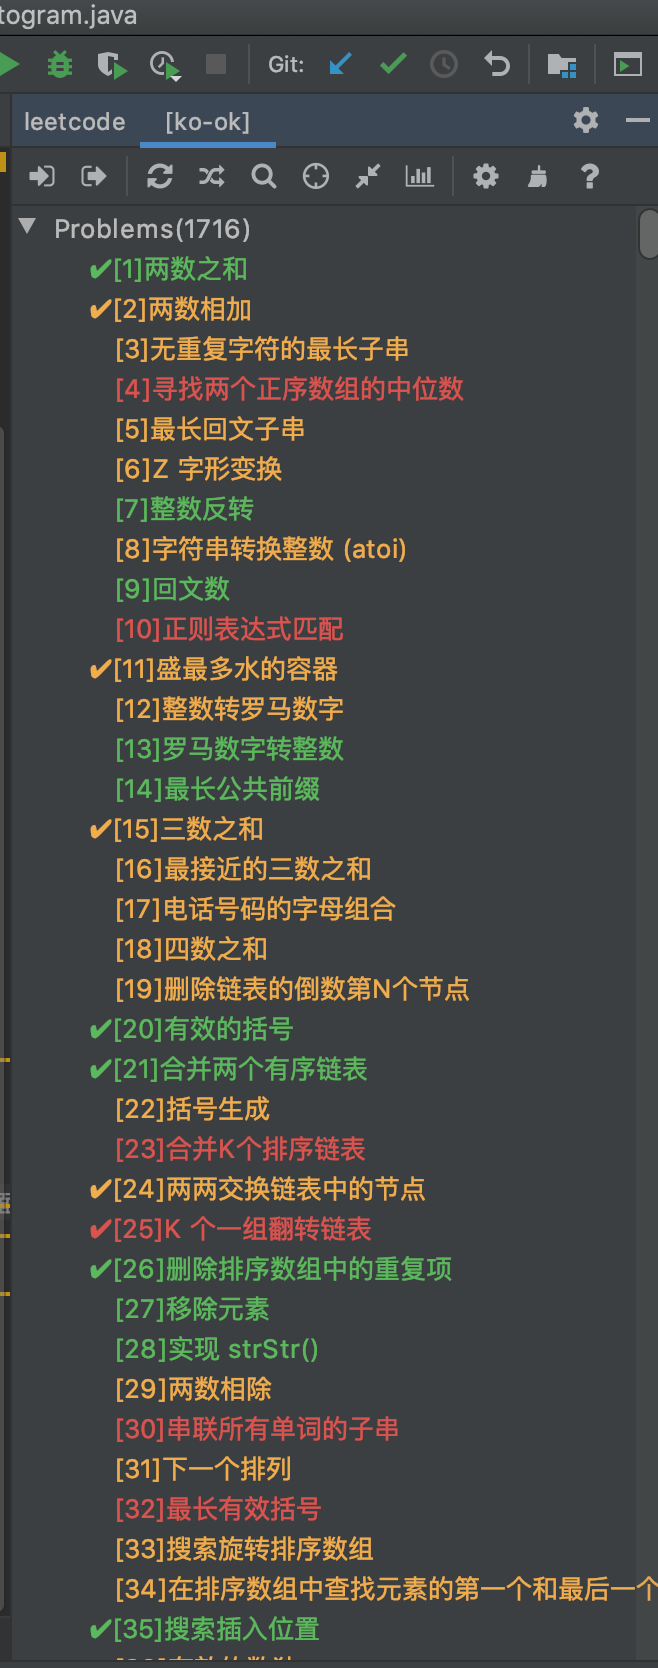 togram.java
Git:
leetcode [ko-ok]
Problems(1716)
✔[1]两数之和
✔[2]两数相加
[3]无重复字符的最长子串
[4]寻找两个正序数组的中位数
[5]最长回文子串
[6]Z 字形变换
[7]整数反转
[8]字符串转换整数 (atoi)
[9]回文数
[10]正则表达式匹配
✔[11]盛最多水的容器
[12]整数转罗马数字
[13]罗马数字转整数
[14]最长公共前缀
✔[15]三数之和
[16]最接近的三数之和
[17]电话号码的字母组合
[18]四数之和
[19]删除链表的倒数第N个节点
✔[20]有效的括号
✔[21]合并两个有序链表
[22]括号生成
[23]合并K个排序链表
✔[24]两两交换链表中的节点
✔[25]K 个一组翻转链表
✔[26]删除排序数组中的重复项
[27]移除元素
[28]实现 strStr()
[29]两数相除
[30]串联所有单词的子串
[31]下一个排列
[32]最长有效括号
[33]搜索旋转排序数组
[34]在排序数组中查找元素的第一个和最后一个
✔[35]搜索插入位置